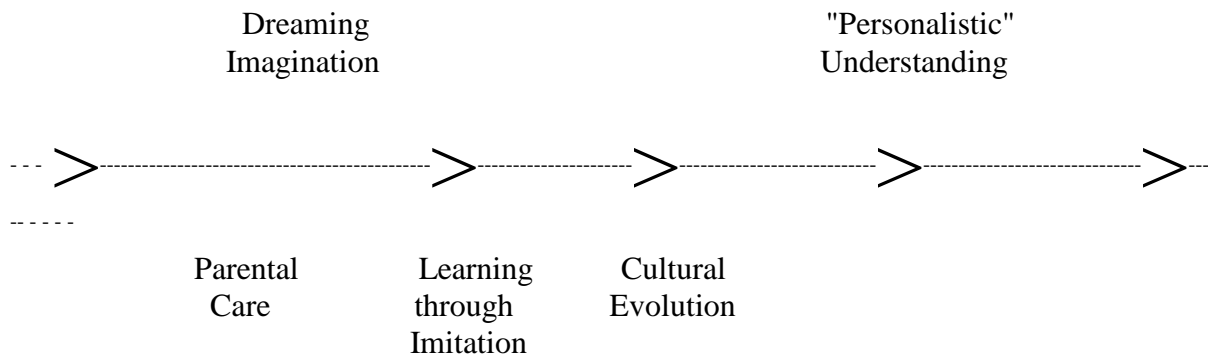 Dreaming
Imagination
"Personalistic"
Understanding
Parental
Care
Learning
through
Imitation
Cultural
Evolution